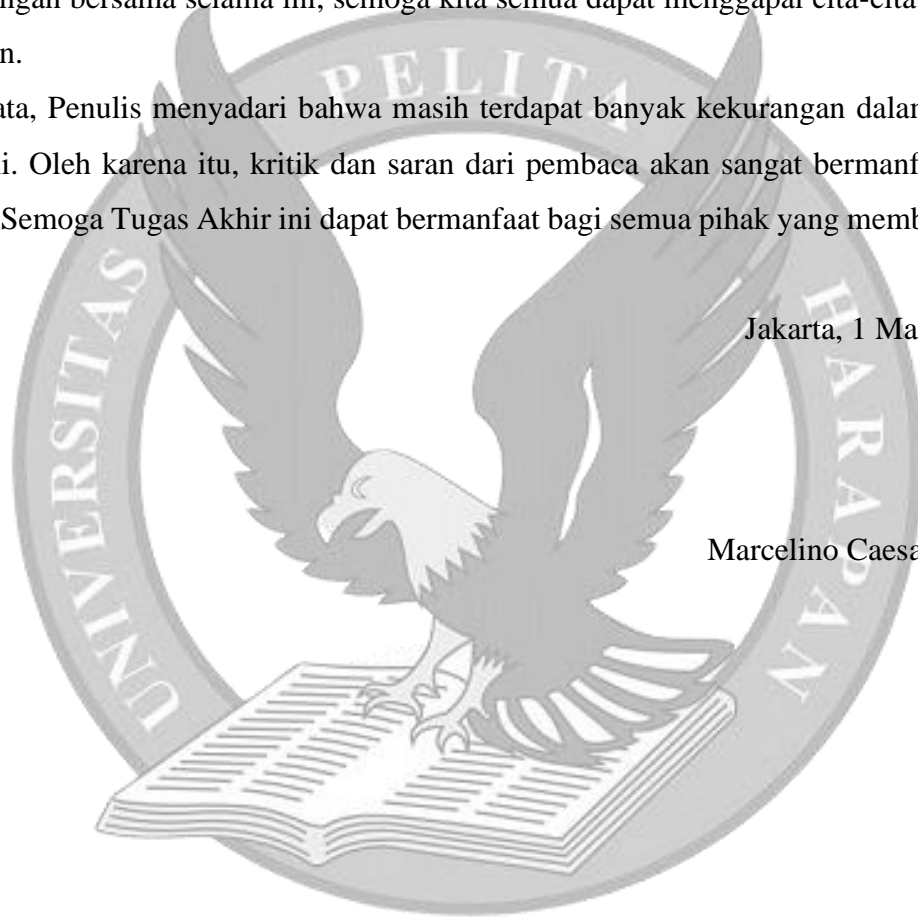 ngan bersama selama ini, semoga kita semua dapat menggapai cita-cita
n.
ata, Penulis menyadari bahwa masih terdapat banyak kekurangan dalam
i. Oleh karena itu, kritik dan saran dari pembaca akan sangat bermanf
Semoga Tugas Akhir ini dapat bermanfaat bagi semua pihak yang memb
Jakarta, 1 Ma
Marcelino Caesa
UNIVERSITAS PELITA HARAPAN